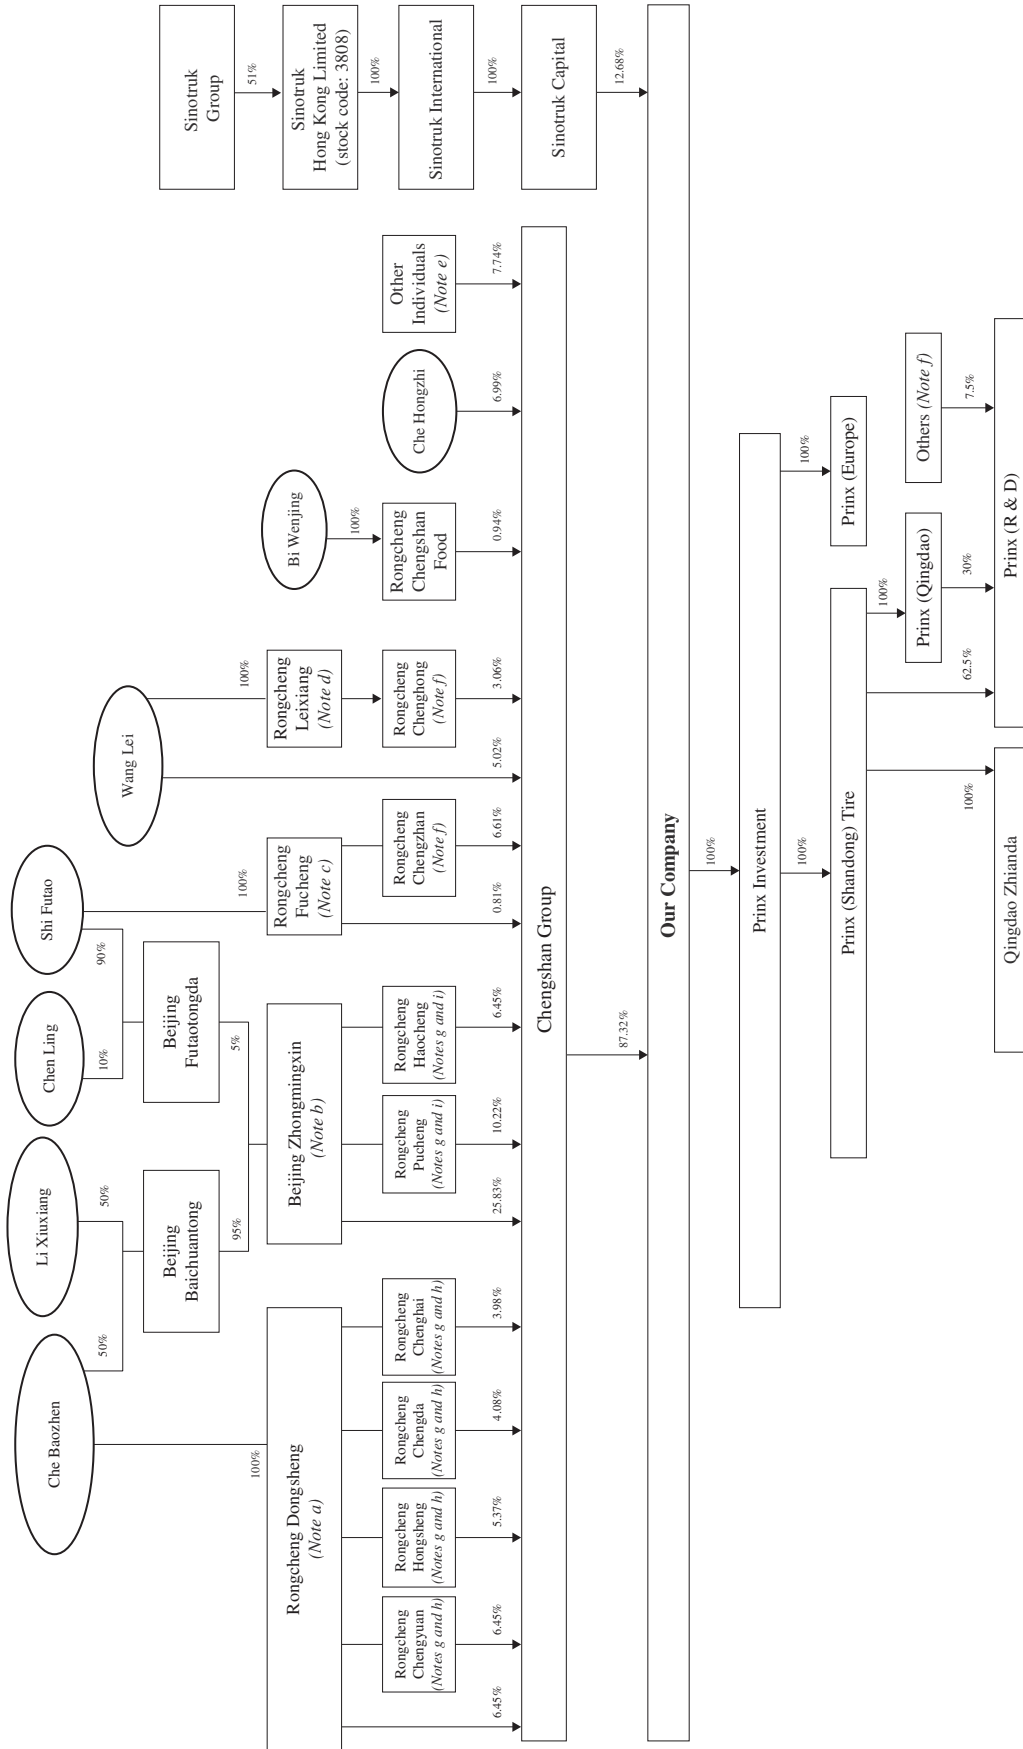 Che Baozhen
Li Xiuxiang
Chen Ling
Shi Futao
50%
50%
10%
90%
Wang Lei
Beijing
Baichuantong
Beijing
Futaotongda
95%
5%
100%
100%
100%
Bi Wenjing
100%
Sinotruk
Group
51%
Sinotruk
Hong Kong Limited
(stock code: 3808)
100%
Sinotruk International
100%
Sinotruk Capital
12.68%
Rongcheng Dongsheng
(Note a)
Beijing Zhongmingxin
(Note b)
Rongcheng
Fucheng
(Note c)
Rongcheng
Leixiang
(Note d)
Rongcheng
Chengyuan
(Notes g and h)
Rongcheng
Hongsheng
(Notes g and h)
Rongcheng
Chengda
(Notes g and h)
Rongcheng
Chenghai
(Notes g and h)
Rongcheng
Pucheng
(Notes g and i)
Rongcheng
Haocheng
(Notes g and i)
Rongcheng
Chengzhan
(Note f)
Rongcheng
Chenghong
(Note f)
Rongcheng
Chengshan
Food
Che Hongzhi
Other
Individuals
(Note e)
6.45%
6.45%
5.37%
4.08%
3.98%
25.83%
10.22%
6.45%
0.81%
6.61%
5.02%
3.06%
0.94%
6.99%
7.74%
Chengshan Group
87.32%
Our Company
100%
Prinx Investment
100%
100%
Prinx (Shandong) Tire
Prinx (Europe)
100%
Prinx (Qingdao)
Others (Note f)
100%
62.5%
30%
7.5%
Qingdao Zhianda
Prinx (R & D)